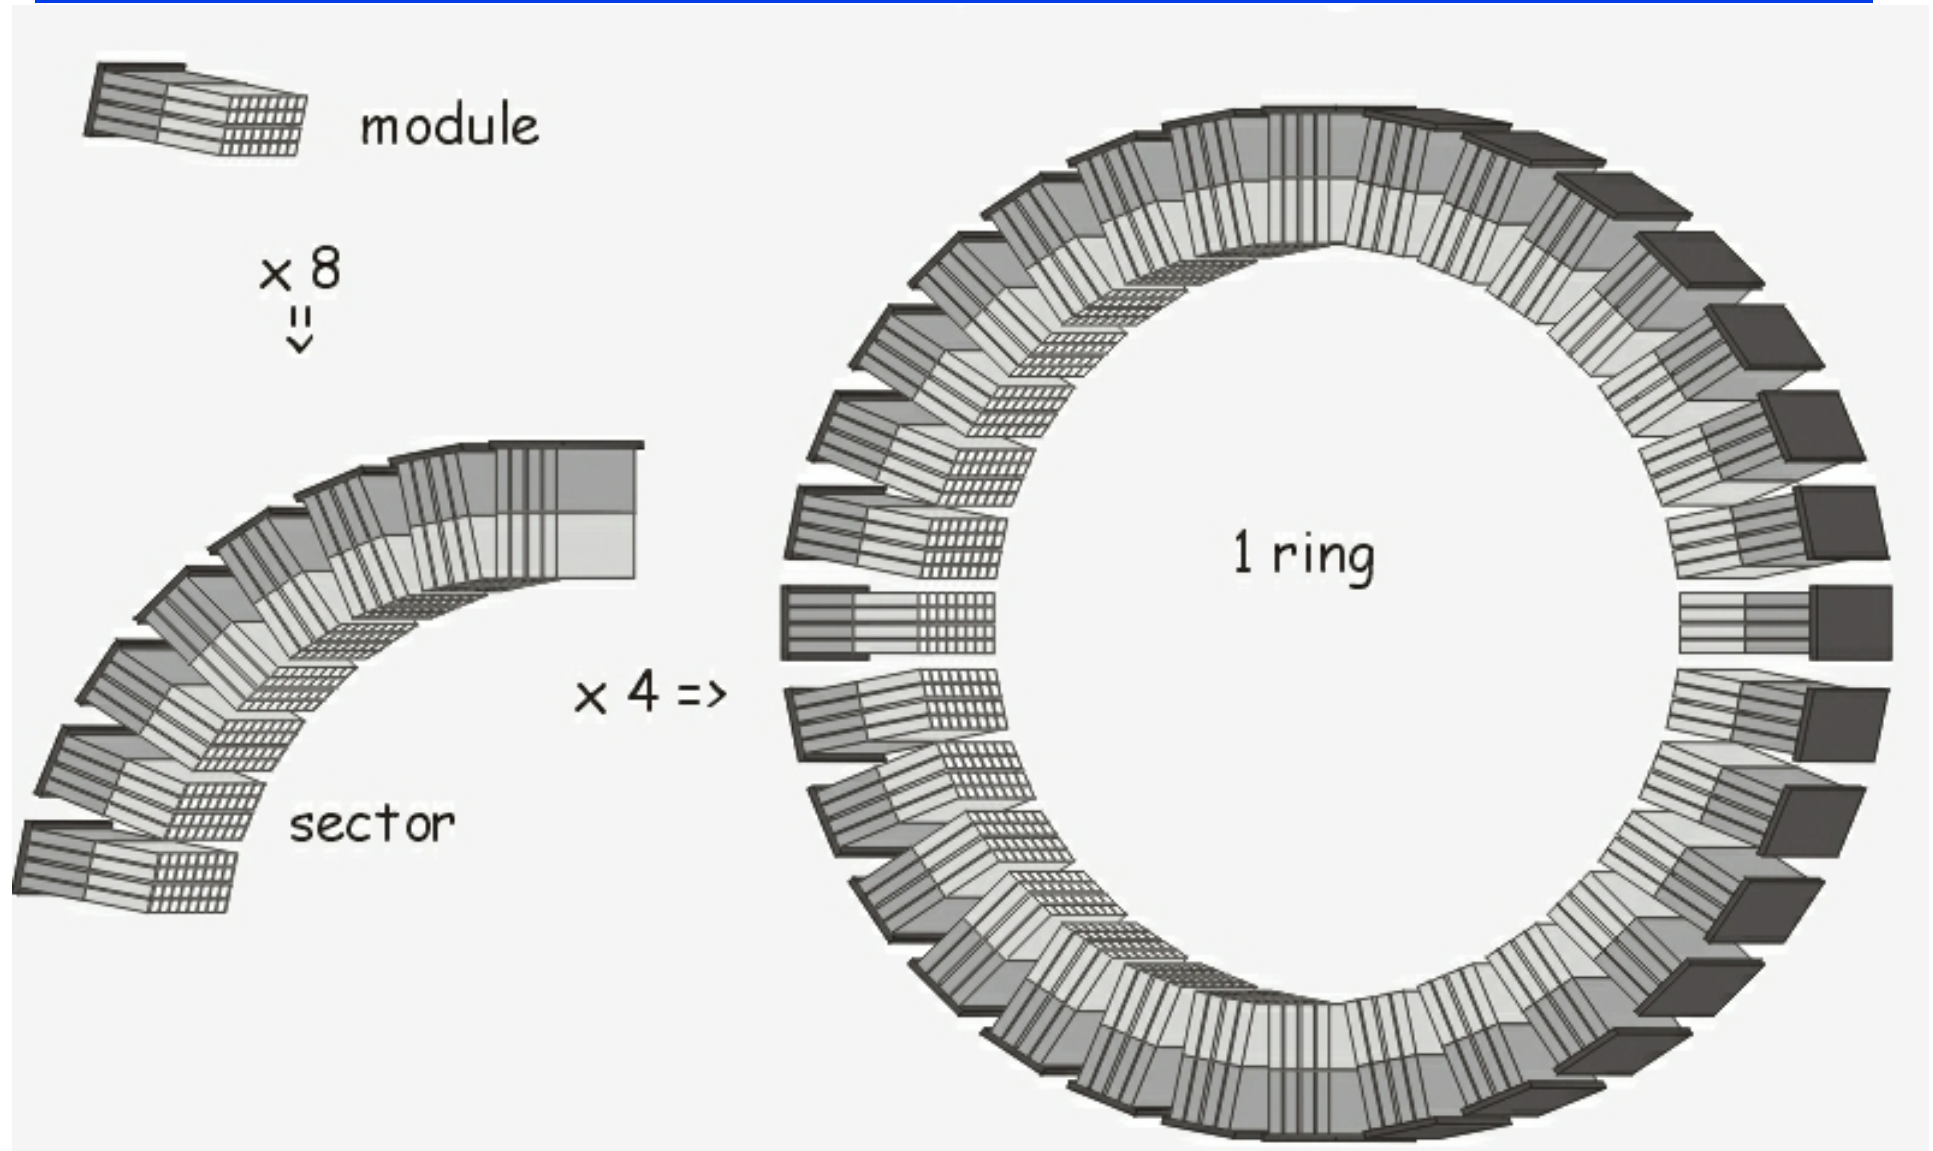 module
x 8
=>
sector
x 4 =>
1 ring